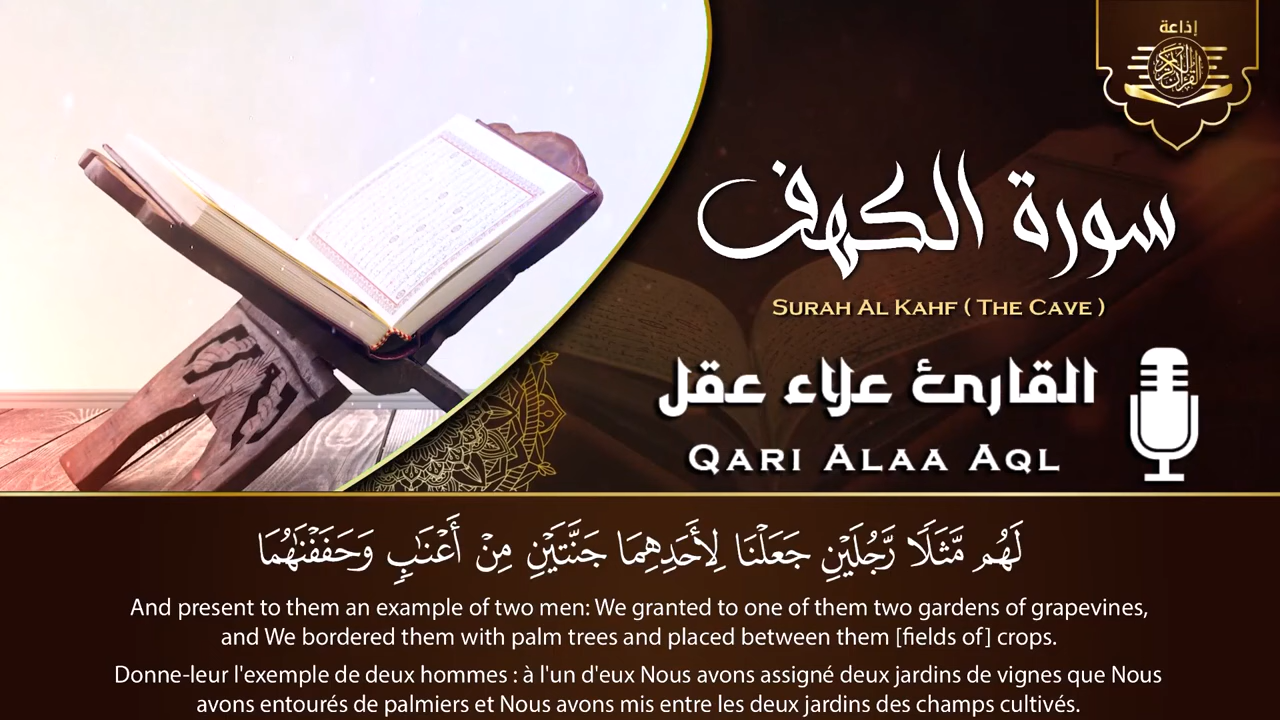 إذاعة
القرآن الكريم
سورة الكهف
SURAH AL KAHF ( THE CAVE )
القارئ علاء عقل
QARI ALAA AQL
لَهُم مَّثَلًا رَّجُلَيْنِ جَعَلْنَا لِأَحَدِهِمَا جَنَّتَيْنِ مِنْ أَعْنَٰبٍ وَحَفَفْنَٰهُمَا
And present to them an example of two men: We granted to one of them two gardens of grapevines,
and We bordered them with palm trees and placed between them [fields of] crops.
Donne-leur l'exemple de deux hommes : à l'un d'eux Nous avons assigné deux jardins de vignes que Nous
avons entourés de palmiers et Nous avons mis entre les deux jardins des champs cultivés.